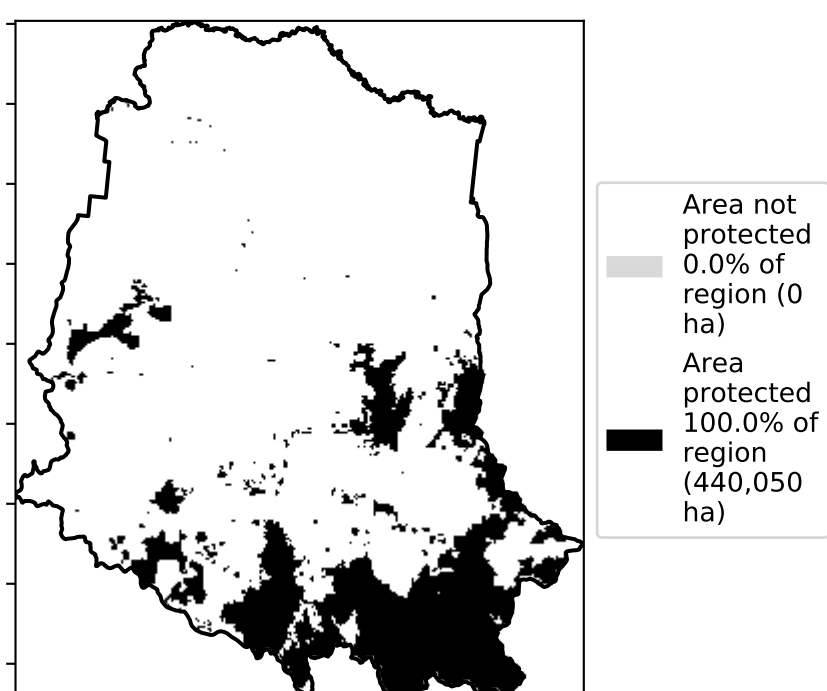 Area not
protected
0.0% of
region (0
ha)
Area
protected
100.0% of
region
(440,050
ha)